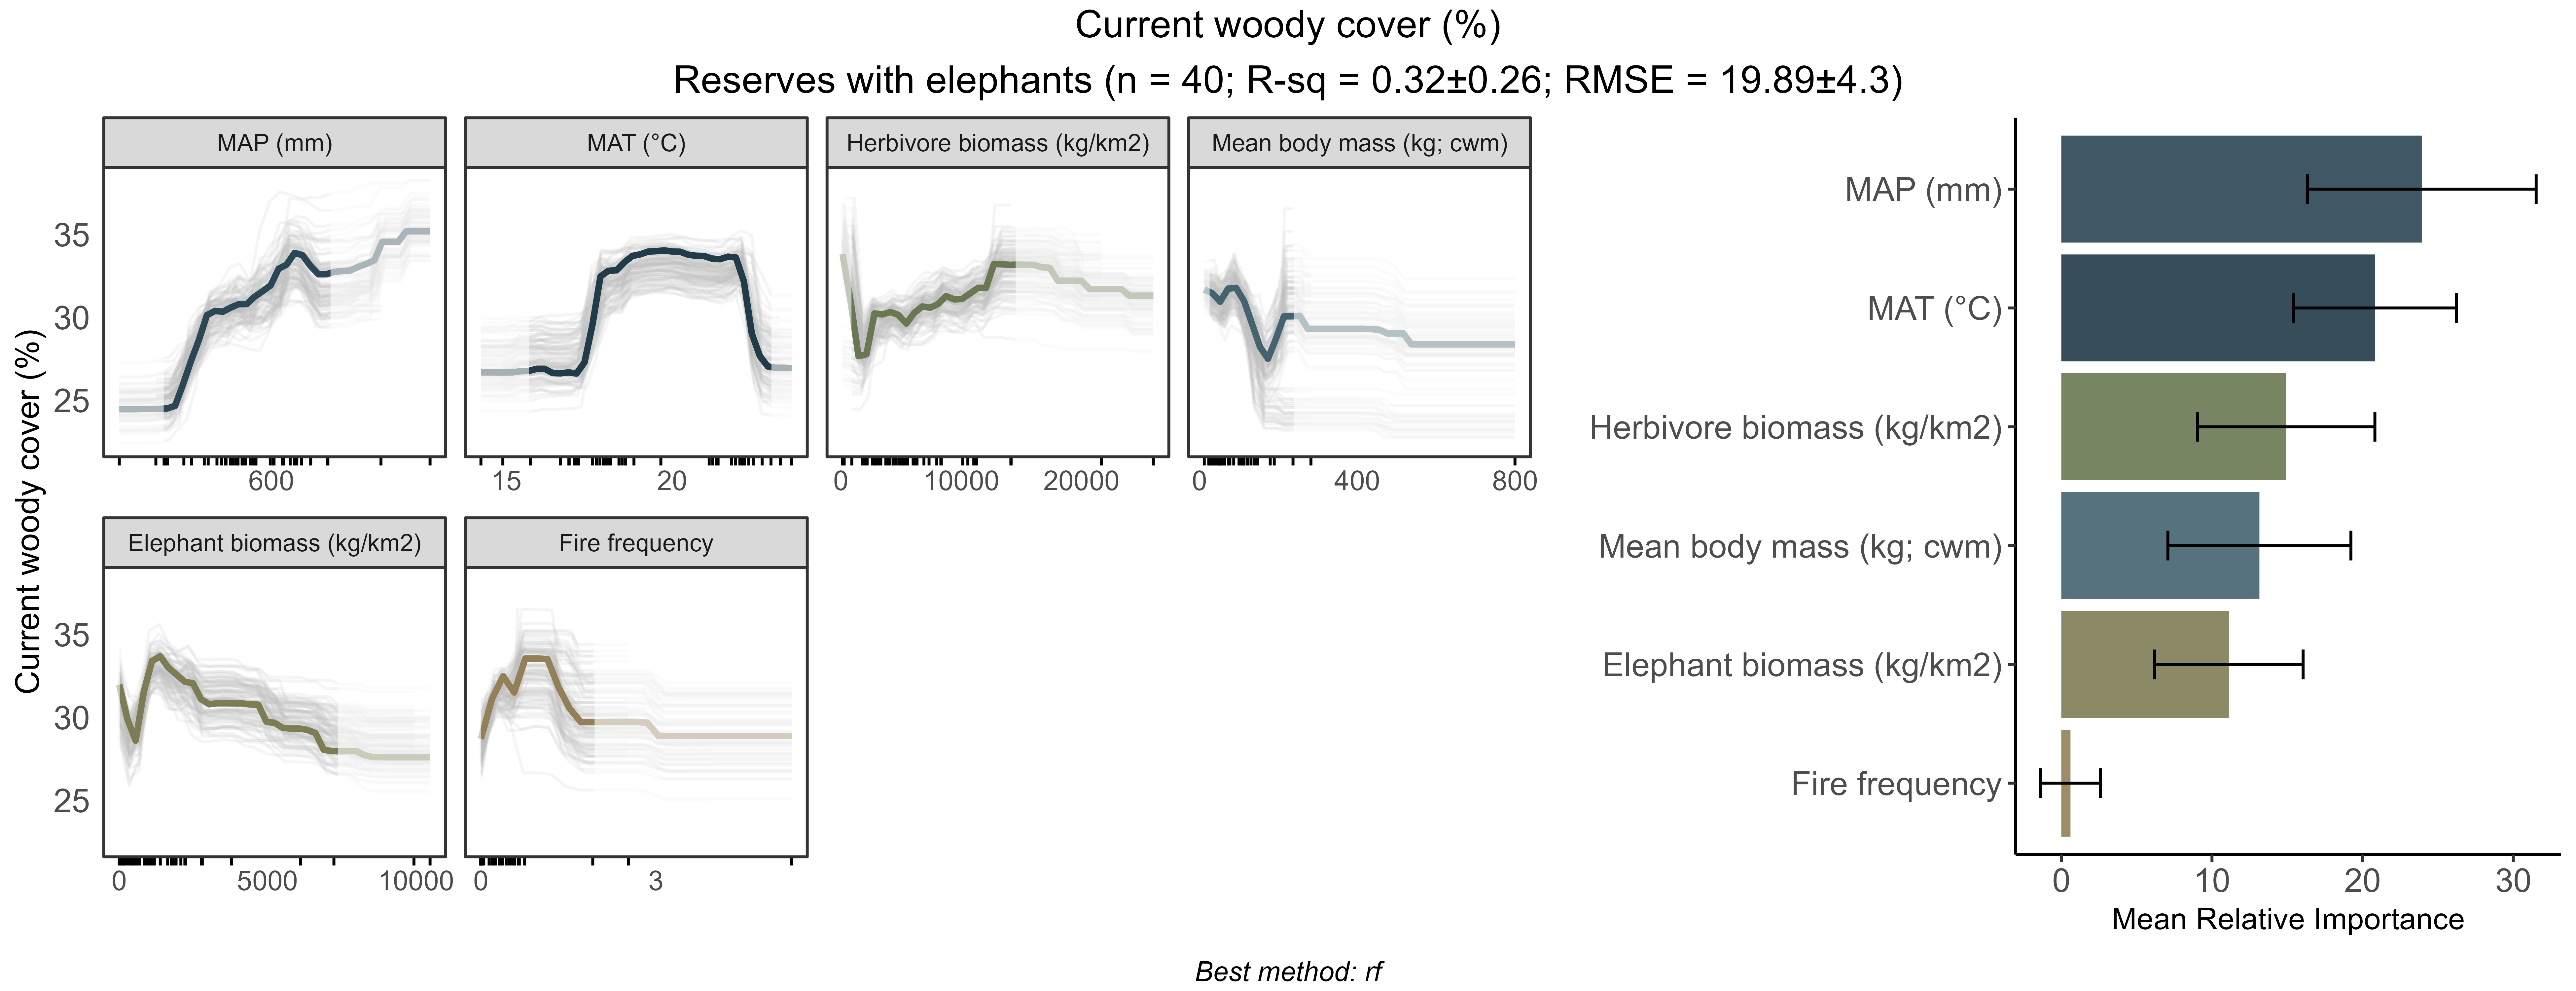 Current woody cover (%)
Reserves with elephants (n = 40; R-sq = 0.32±0.26; RMSE = 19.89±4.3)
MAP (mm)
MAT (°C)
Herbivore biomass (kg/km2)
Mean body mass (kg; cwm)
35
30
25
600
15
20
0
10000
20000
0
400
800
Current woody cover (%)
Elephant biomass (kg/km2)
Fire frequency
35
30
25
0
5000
10000
0
3
MAP (mm)
MAT (°C)
Herbivore biomass (kg/km2)
Mean body mass (kg; cwm)
Elephant biomass (kg/km2)
Fire frequency
0
10
20
30
Mean Relative Importance
Best method: rf